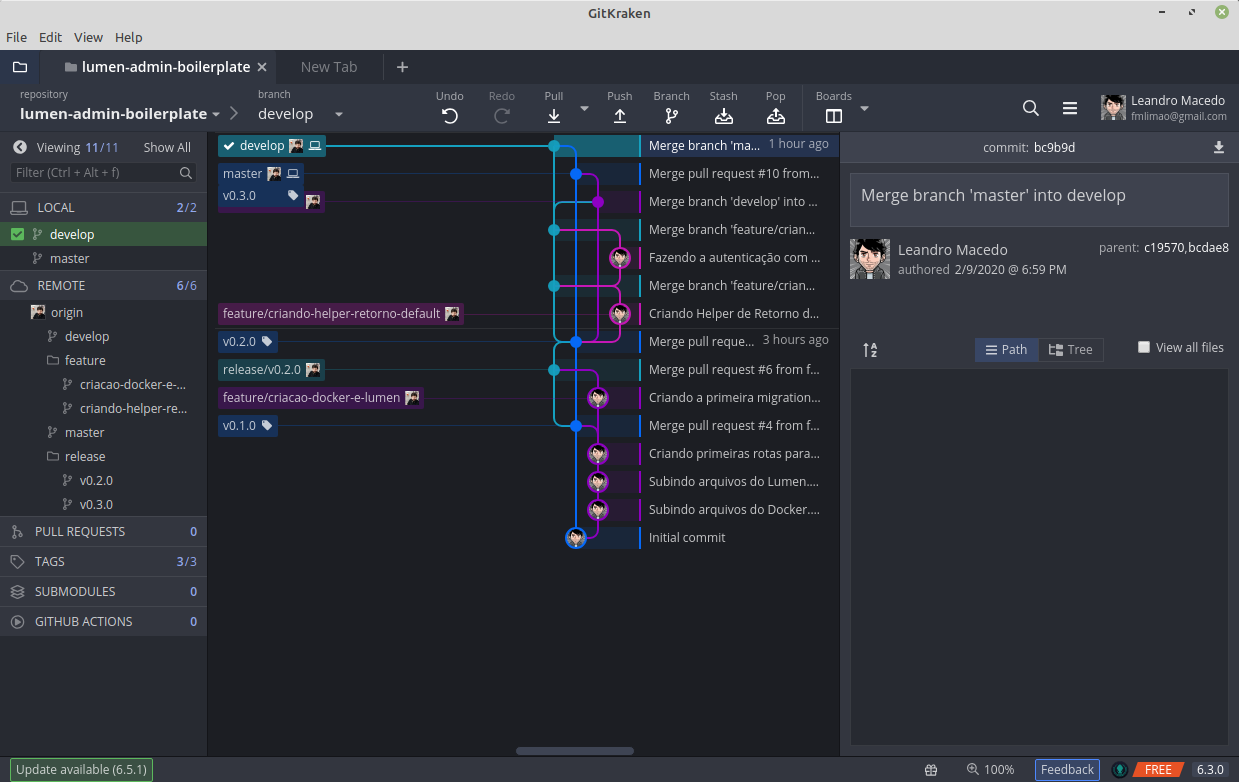 GitKraken
File Edit View Help
lumen-admin-boilerplate New Tab
repository
lumen-admin-boilerplate
branch
develop
Undo Redo Pull Push Branch Stash Pop Boards
Leandro Macedo
fmlimao@gmail.com
Viewing 11/11 Show All
Filter (Ctrl + Alt + f)
LOCAL 2/2
develop
master
REMOTE 6/6
origin
develop
feature
criacao-docker-e-...
criando-helper-re...
master
release
v0.2.0
v0.3.0
PULL REQUESTS 0
TAGS 3/3
SUBMODULES 0
GITHUB ACTIONS 0
develop Merge branch 'ma... 1 hour ago
master Merge pull request #10 from...
v0.3.0
Merge branch 'develop' into ...
Merge branch 'feature/crian...
Fazendo a autenticação com ...
Merge branch 'feature/crian...
feature/criando-helper-retorno-default Criando Helper de Retorno d...
v0.2.0 Merge pull reque... 3 hours ago
release/v0.2.0 Merge pull request #6 from f...
feature/criacao-docker-e-lumen Criando a primeira migration...
v0.1.0 Merge pull request #4 from f...
Criando primeiras rotas para...
Subindo arquivos do Lumen....
Subindo arquivos do Docker....
Initial commit
commit: bc9b9d
Merge branch 'master' into develop
Leandro Macedo
authored 2/9/2020 @ 6:59 PM
parent: c19570,bcdae8
Path Tree View all files
Update available (6.5.1) 100% Feedback FREE 6.3.0